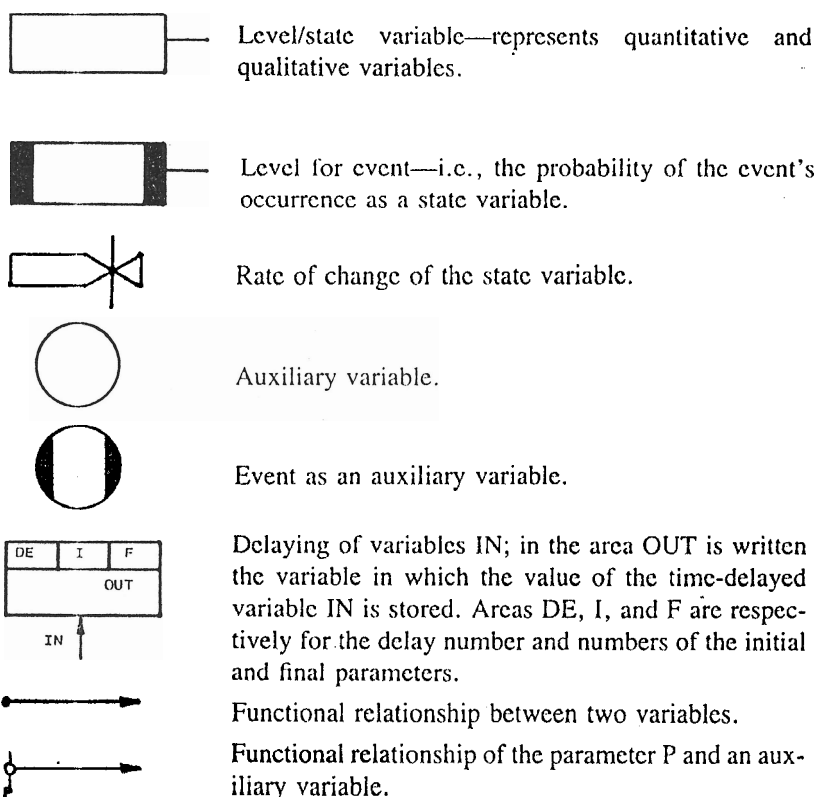 Level/state variable—represents quantitative and
qualitative variables.
Level for event—i.e., the probability of the event's
occurrence as a state variable.
Rate of change of the state variable.
Auxiliary variable.
Event as an auxiliary variable.
DE I F
OUT
IN
Delaying of variables IN; in the area OUT is written
the variable in which the value of the time-delayed
variable IN is stored. Areas DE, I, and F are respec-
tively for the delay number and numbers of the initial
and final parameters.
Functional relationship between two variables.
Functional relationship of the parameter P and an aux-
iliary variable.